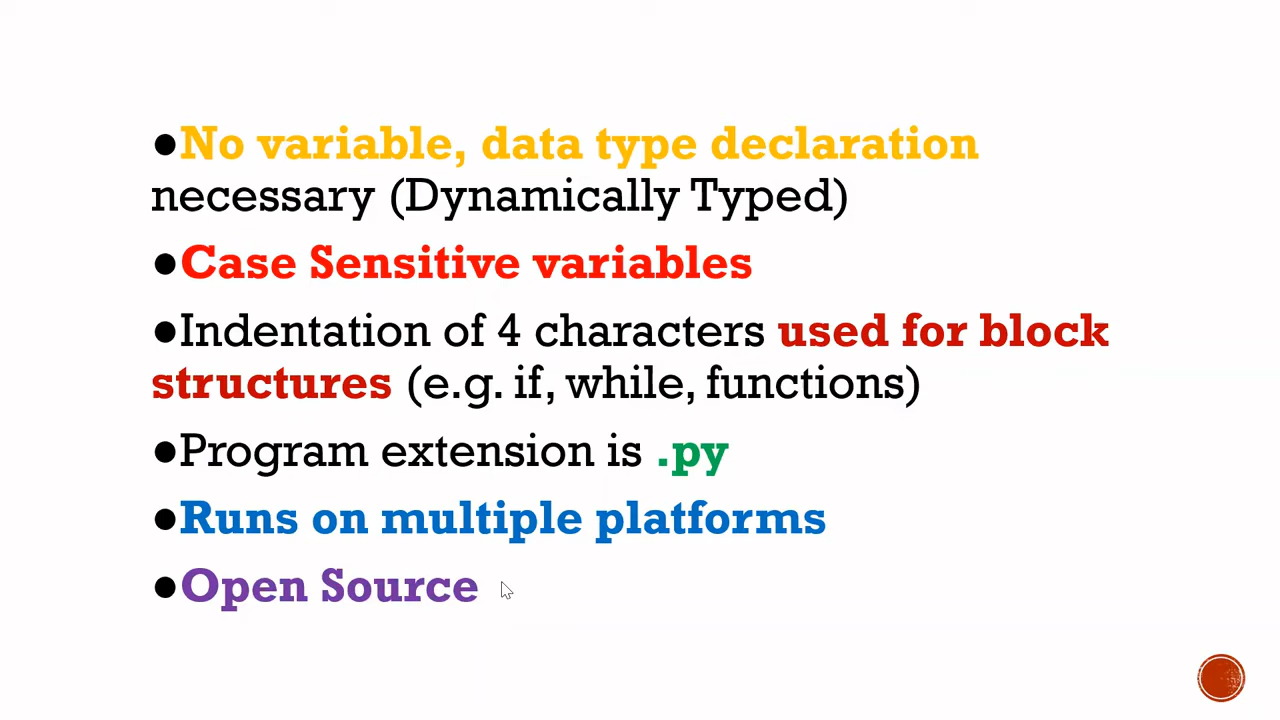 ●No variable, data type declaration
necessary (Dynamically Typed)
●Case Sensitive variables
●Indentation of 4 characters used for block
structures (e.g. if, while, functions)
●Program extension is .py
●Runs on multiple platforms
●Open Source